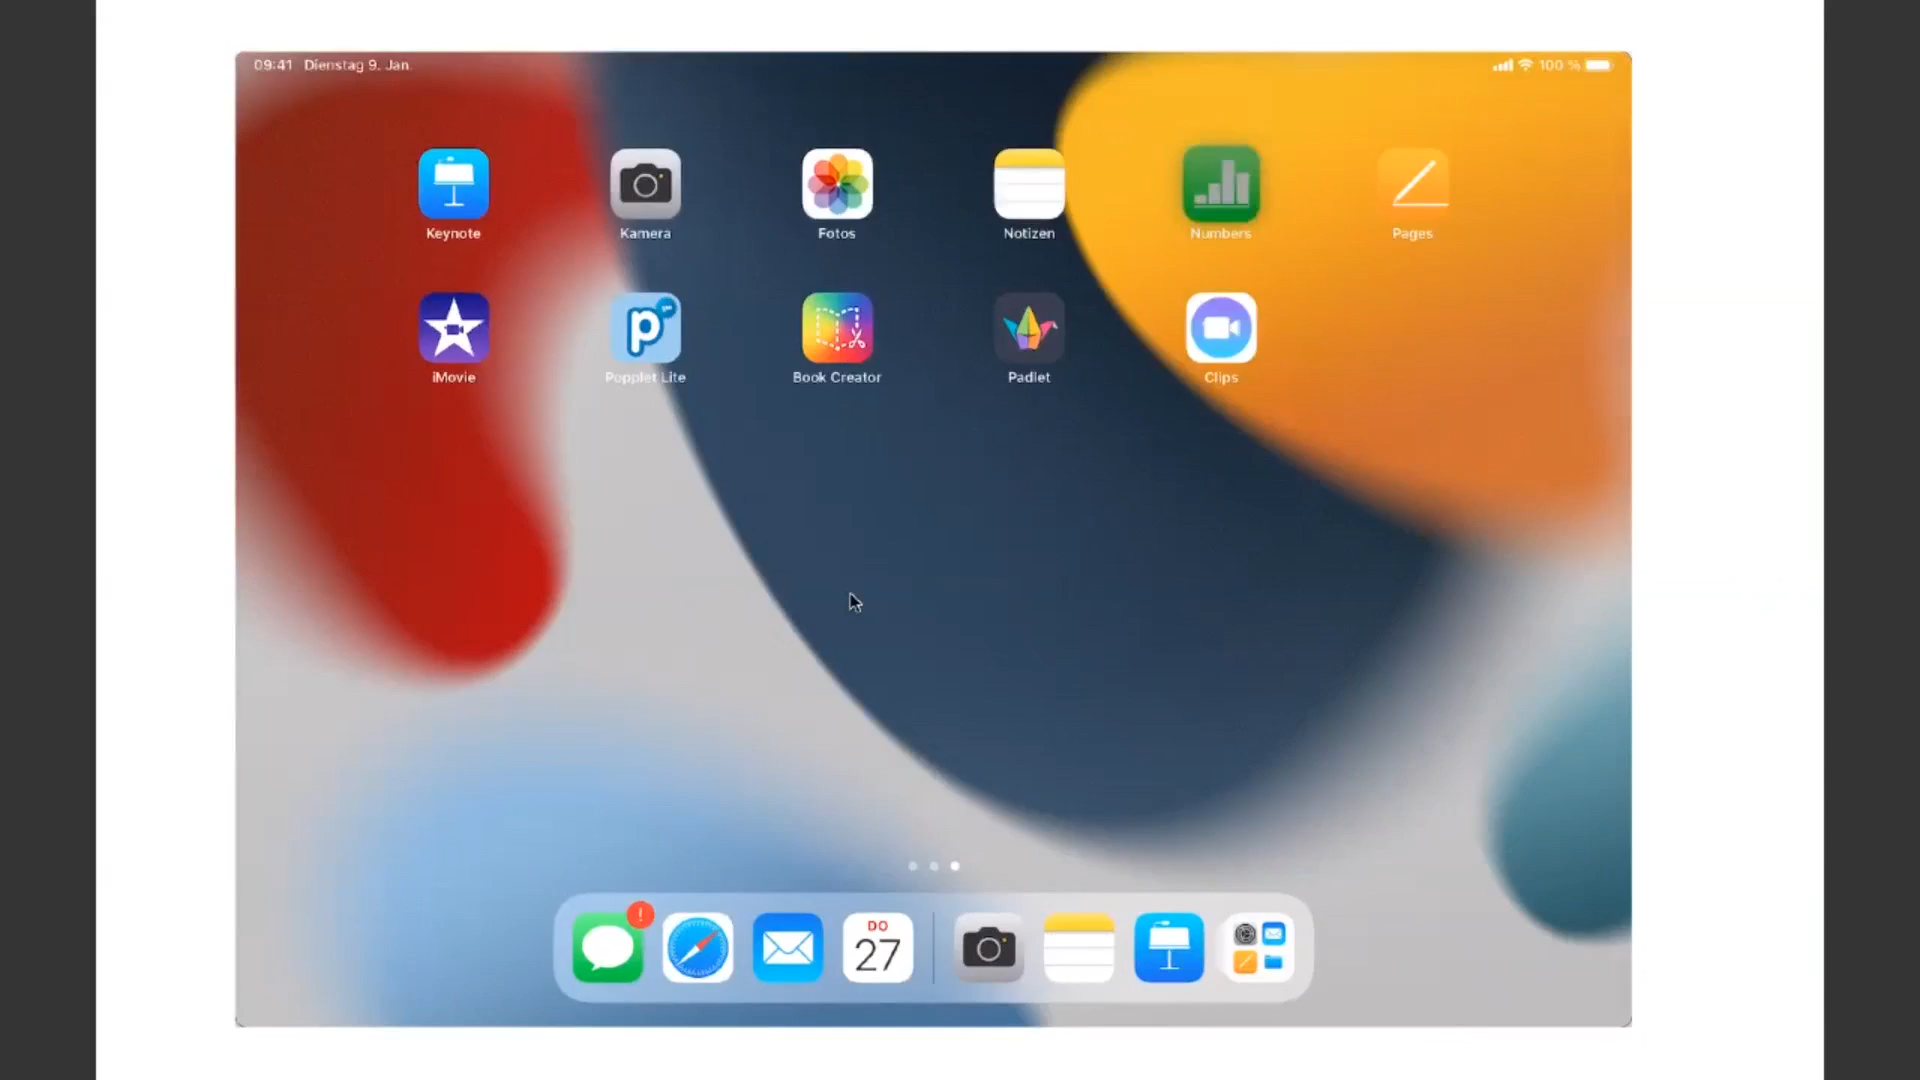 09:41 Dienstag 9. Jan. 100 %
Keynote Kamera Fotos Notizen Numbers Pages
iMovie Popplet Lite Book Creator Padlet Clips
!
DO
27